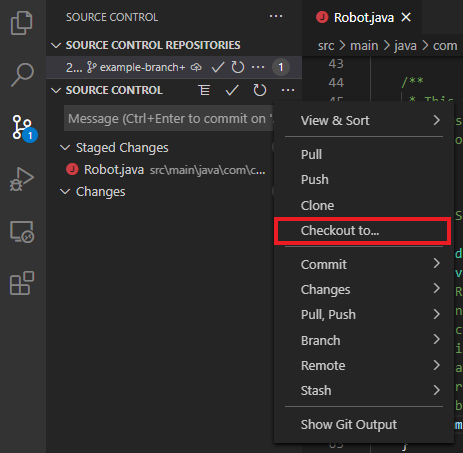 SOURCE CONTROL
SOURCE CONTROL REPOSITORIES
2... example-branch+ ... 1
SOURCE CONTROL ...
Message (Ctrl+Enter to commit on '
Staged Changes
Robot.java src\main\java\com\c...
Changes
1
Robot.java
src > main > java > com
43
44 /**
45 * This
View & Sort
Pull
Push
Clone
Checkout to...
Commit
Changes
Pull, Push
Branch
Remote
Stash
Show Git Output
63 }